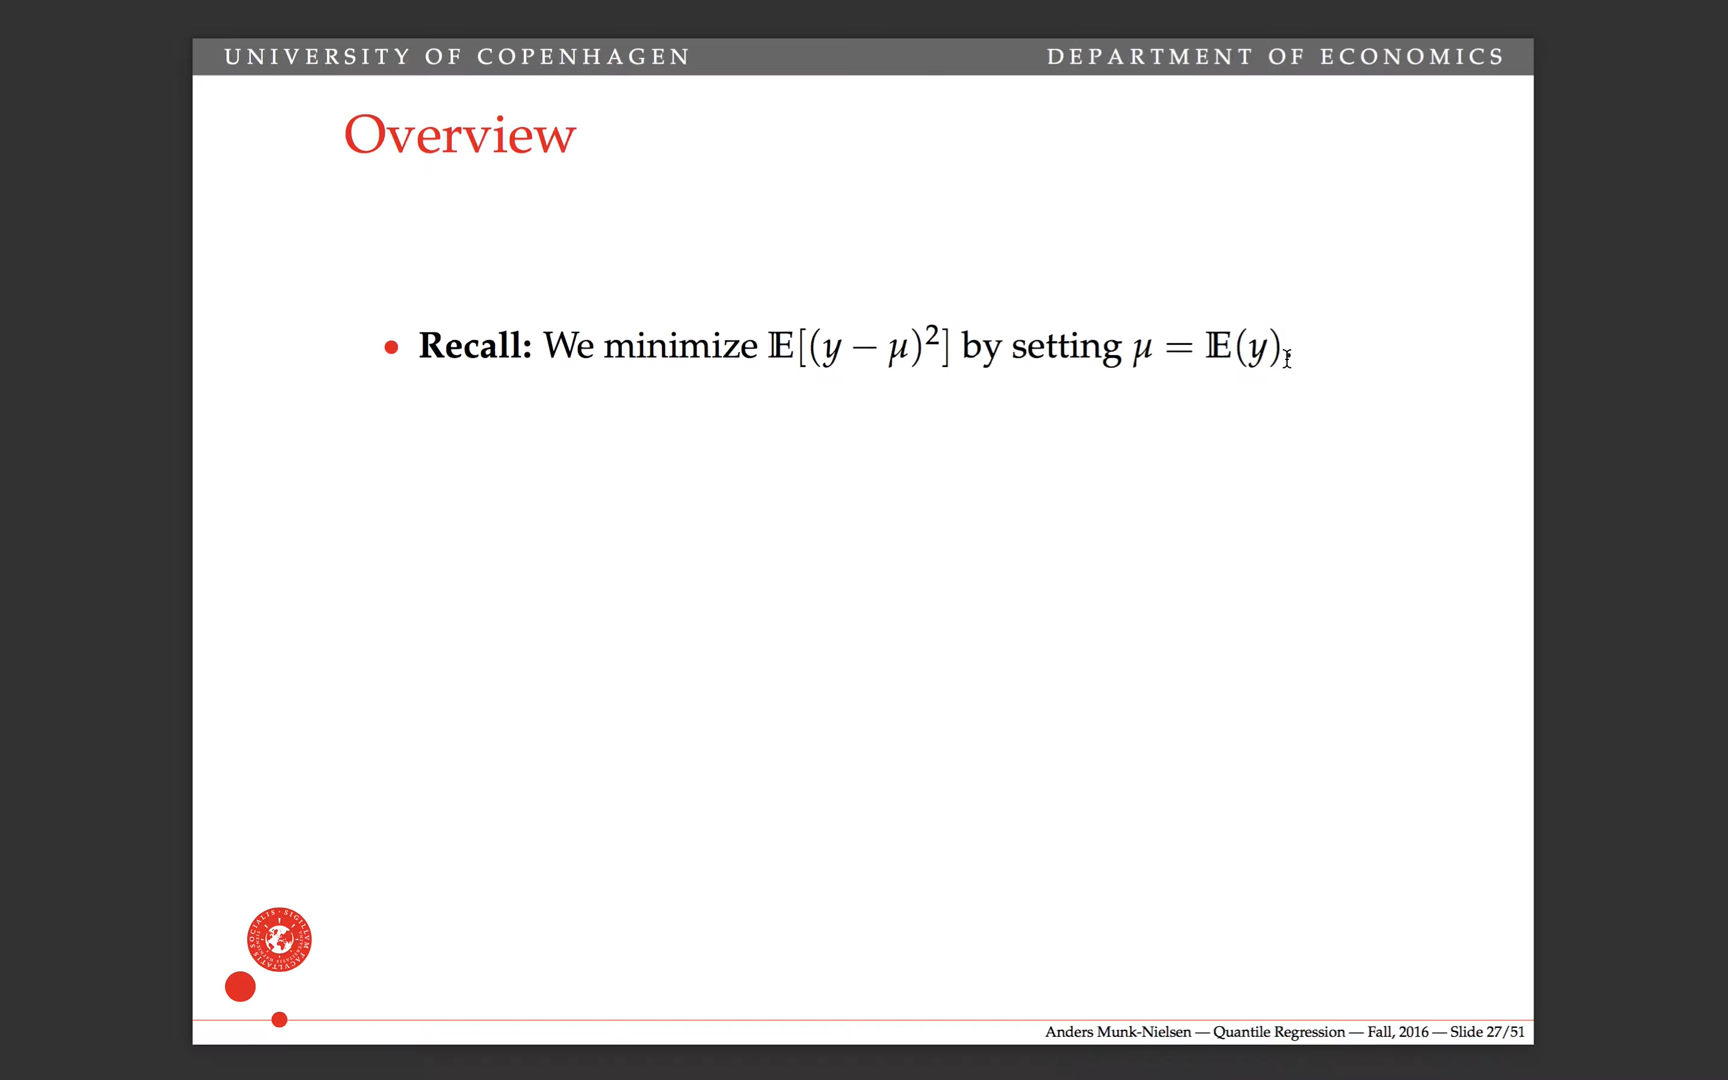 UNIVERSITY OF COPENHAGEN DEPARTMENT OF ECONOMICS
Overview
• Recall: We minimize 𝔼[(y − μ)²] by setting μ = 𝔼(y).
Anders Munk-Nielsen — Quantile Regression — Fall, 2016 — Slide 27/51